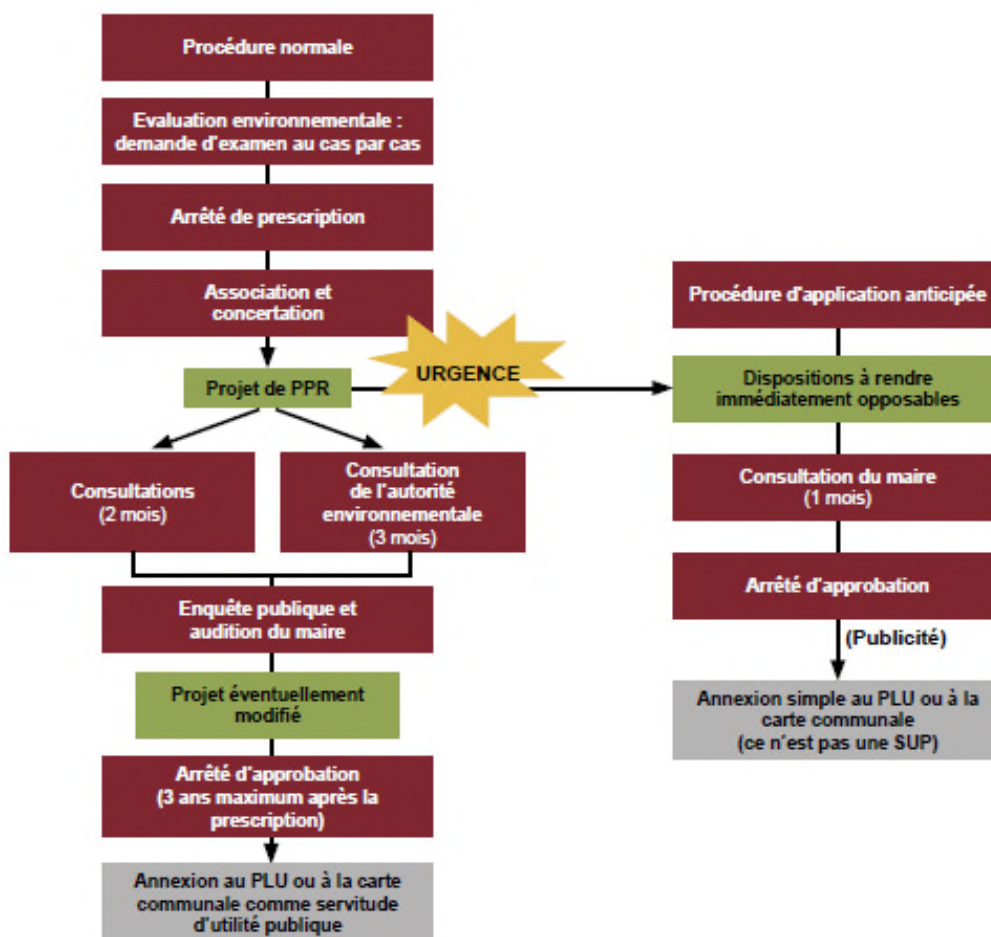 Procédure normale
Evaluation environnementale :
demande d'examen au cas par cas
Arrêté de prescription
Association et
concertation
Projet de PPR
URGENCE
Consultations
(2 mois)
Consultation
de l'autorité
environnementale
(3 mois)
Enquête publique et
audition du maire
Projet éventuellement
modifié
Arrêté d'approbation
(3 ans maximum après la
prescription)
Annexion au PLU ou à la carte
communale comme servitude
d'utilité publique
Procédure d'application anticipée
Dispositions à rendre
immédiatement opposables
Consultation du maire
(1 mois)
Arrêté d'approbation
(Publicité)
Annexion simple au PLU ou à la
carte communale
(ce n'est pas une SUP)